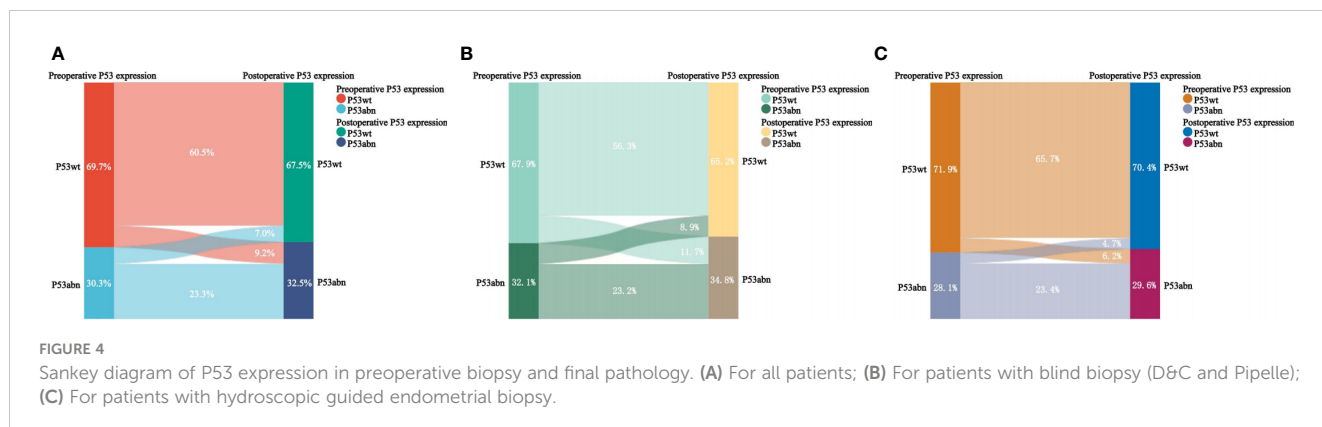 A
Preoperative P53 expression
Postoperative P53 expression
Preoperative P53 expression
P53wt
P53abn
Postoperative P53 expression
P53wt
P53abn
P53wt
69.7%
60.5%
67.5%
P53wt
7.0%
9.2%
P53abn
30.3%
23.3%
32.5%
P53abn
B
Preoperative P53 expression
Postoperative P53 expression
Preoperative P53 expression
P53wt
P53abn
Postoperative P53 expression
P53wt
P53abn
P53wt
67.9%
56.3%
65.2%
P53wt
8.9%
11.7%
P53abn
32.1%
23.2%
34.8%
P53abn
C
Preoperative P53 expression
Postoperative P53 expression
Preoperative P53 expression
P53wt
P53abn
Postoperative P53 expression
P53wt
P53abn
P53wt
71.9%
65.7%
70.4%
P53wt
4.7%
6.2%
P53abn
28.1%
23.4%
29.6%
P53abn
FIGURE 4
Sankey diagram of P53 expression in preoperative biopsy and final pathology. (A) For all patients; (B) For patients with blind biopsy (D&C and Pipelle);
(C) For patients with hydroscopic guided endometrial biopsy.